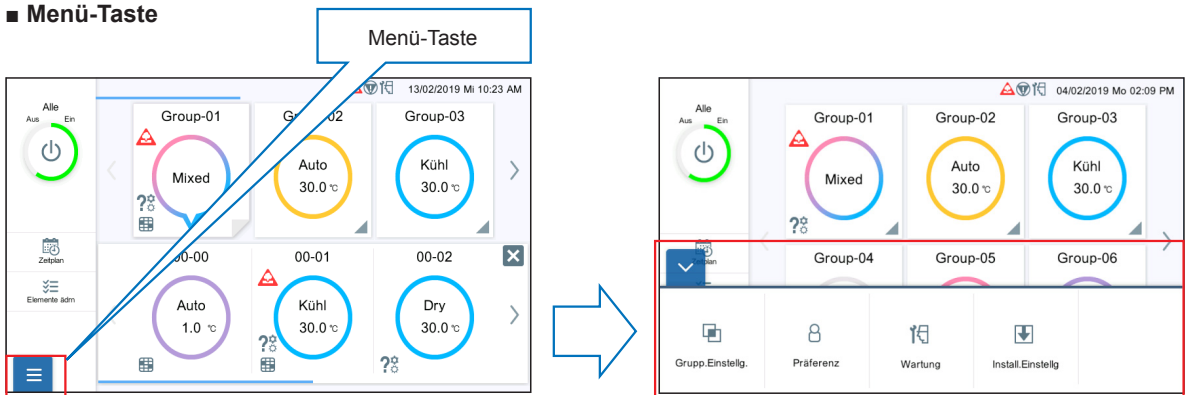 ■ Menü-Taste
Menü-Taste
13/02/2019 Mi 10:23 AM
Alle
Aus Ein
Group-01
Group-02
Group-03
Mixed
Auto
30.0 °C
Kühl
30.0 °C
Zeitplan
Elemente ädrn
00-00
00-01
00-02
Auto
1.0 °C
Kühl
30.0 °C
Dry
30.0 °C
04/02/2019 Mo 02:09 PM
Alle
Aus Ein
Group-01
Group-02
Group-03
Mixed
Auto
30.0 °C
Kühl
30.0 °C
Group-04
Group-05
Group-06
Grupp.Einstellg.
Präferenz
Wartung
Install.Einstellg